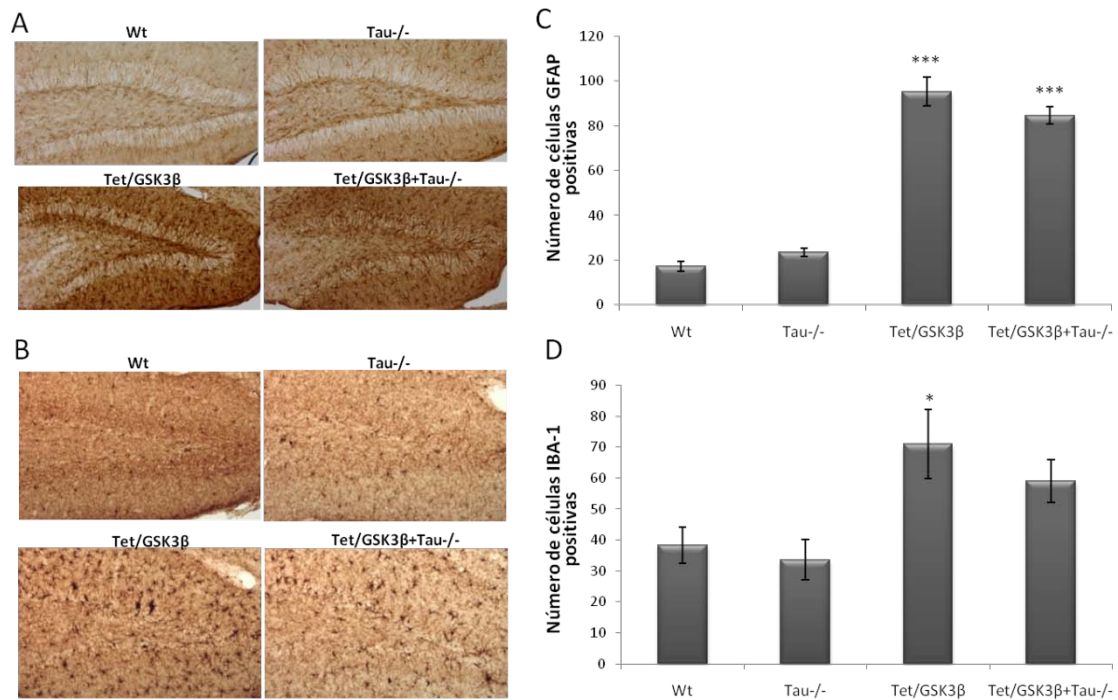 A
Wt
Tau-/-
Tet/GSK3β
Tet/GSK3β+Tau-/-
B
Wt
Tau-/-
Tet/GSK3β
Tet/GSK3β+Tau-/-
C
Número de células GFAP
positivas
120
100
80
60
40
20
0
***
***
Wt
Tau-/-
Tet/GSK3β
Tet/GSK3β+Tau-/-
D
Número de células IBA-1
positivas
90
80
70
60
50
40
30
20
10
0
*
Wt
Tau-/-
Tet/GSK3β
Tet/GSK3β+Tau-/-